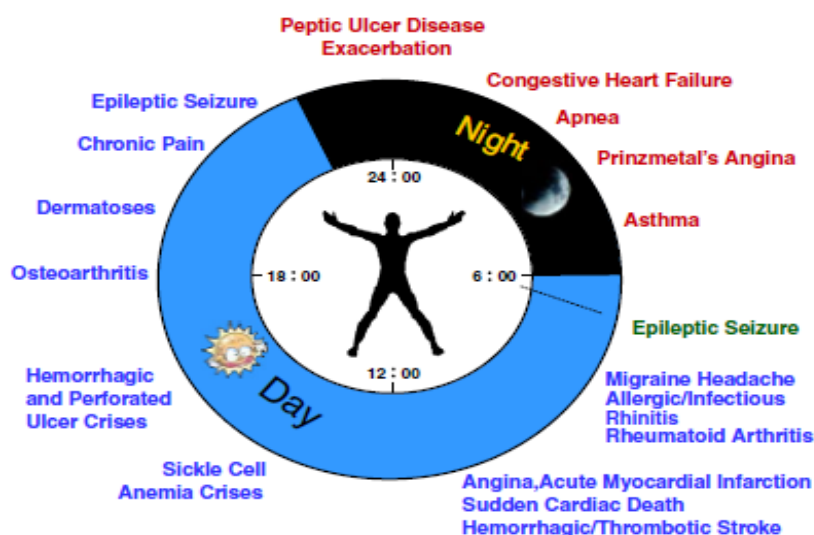 Peptic Ulcer Disease
Exacerbation
Congestive Heart Failure
Epileptic Seizure
Apnea
Night
Chronic Pain
Prinzmetal's Angina
24 : 00
Dermatoses
Asthma
Osteoarthritis
18 : 00
6 : 00
Epileptic Seizure
Hemorrhagic
and Perforated
Ulcer Crises
12 : 00
Day
Migraine Headache
Allergic/Infectious
Rhinitis
Rheumatoid Arthritis
Sickle Cell
Anemia Crises
Angina,Acute Myocardial Infarction
Sudden Cardiac Death
Hemorrhagic/Thrombotic Stroke